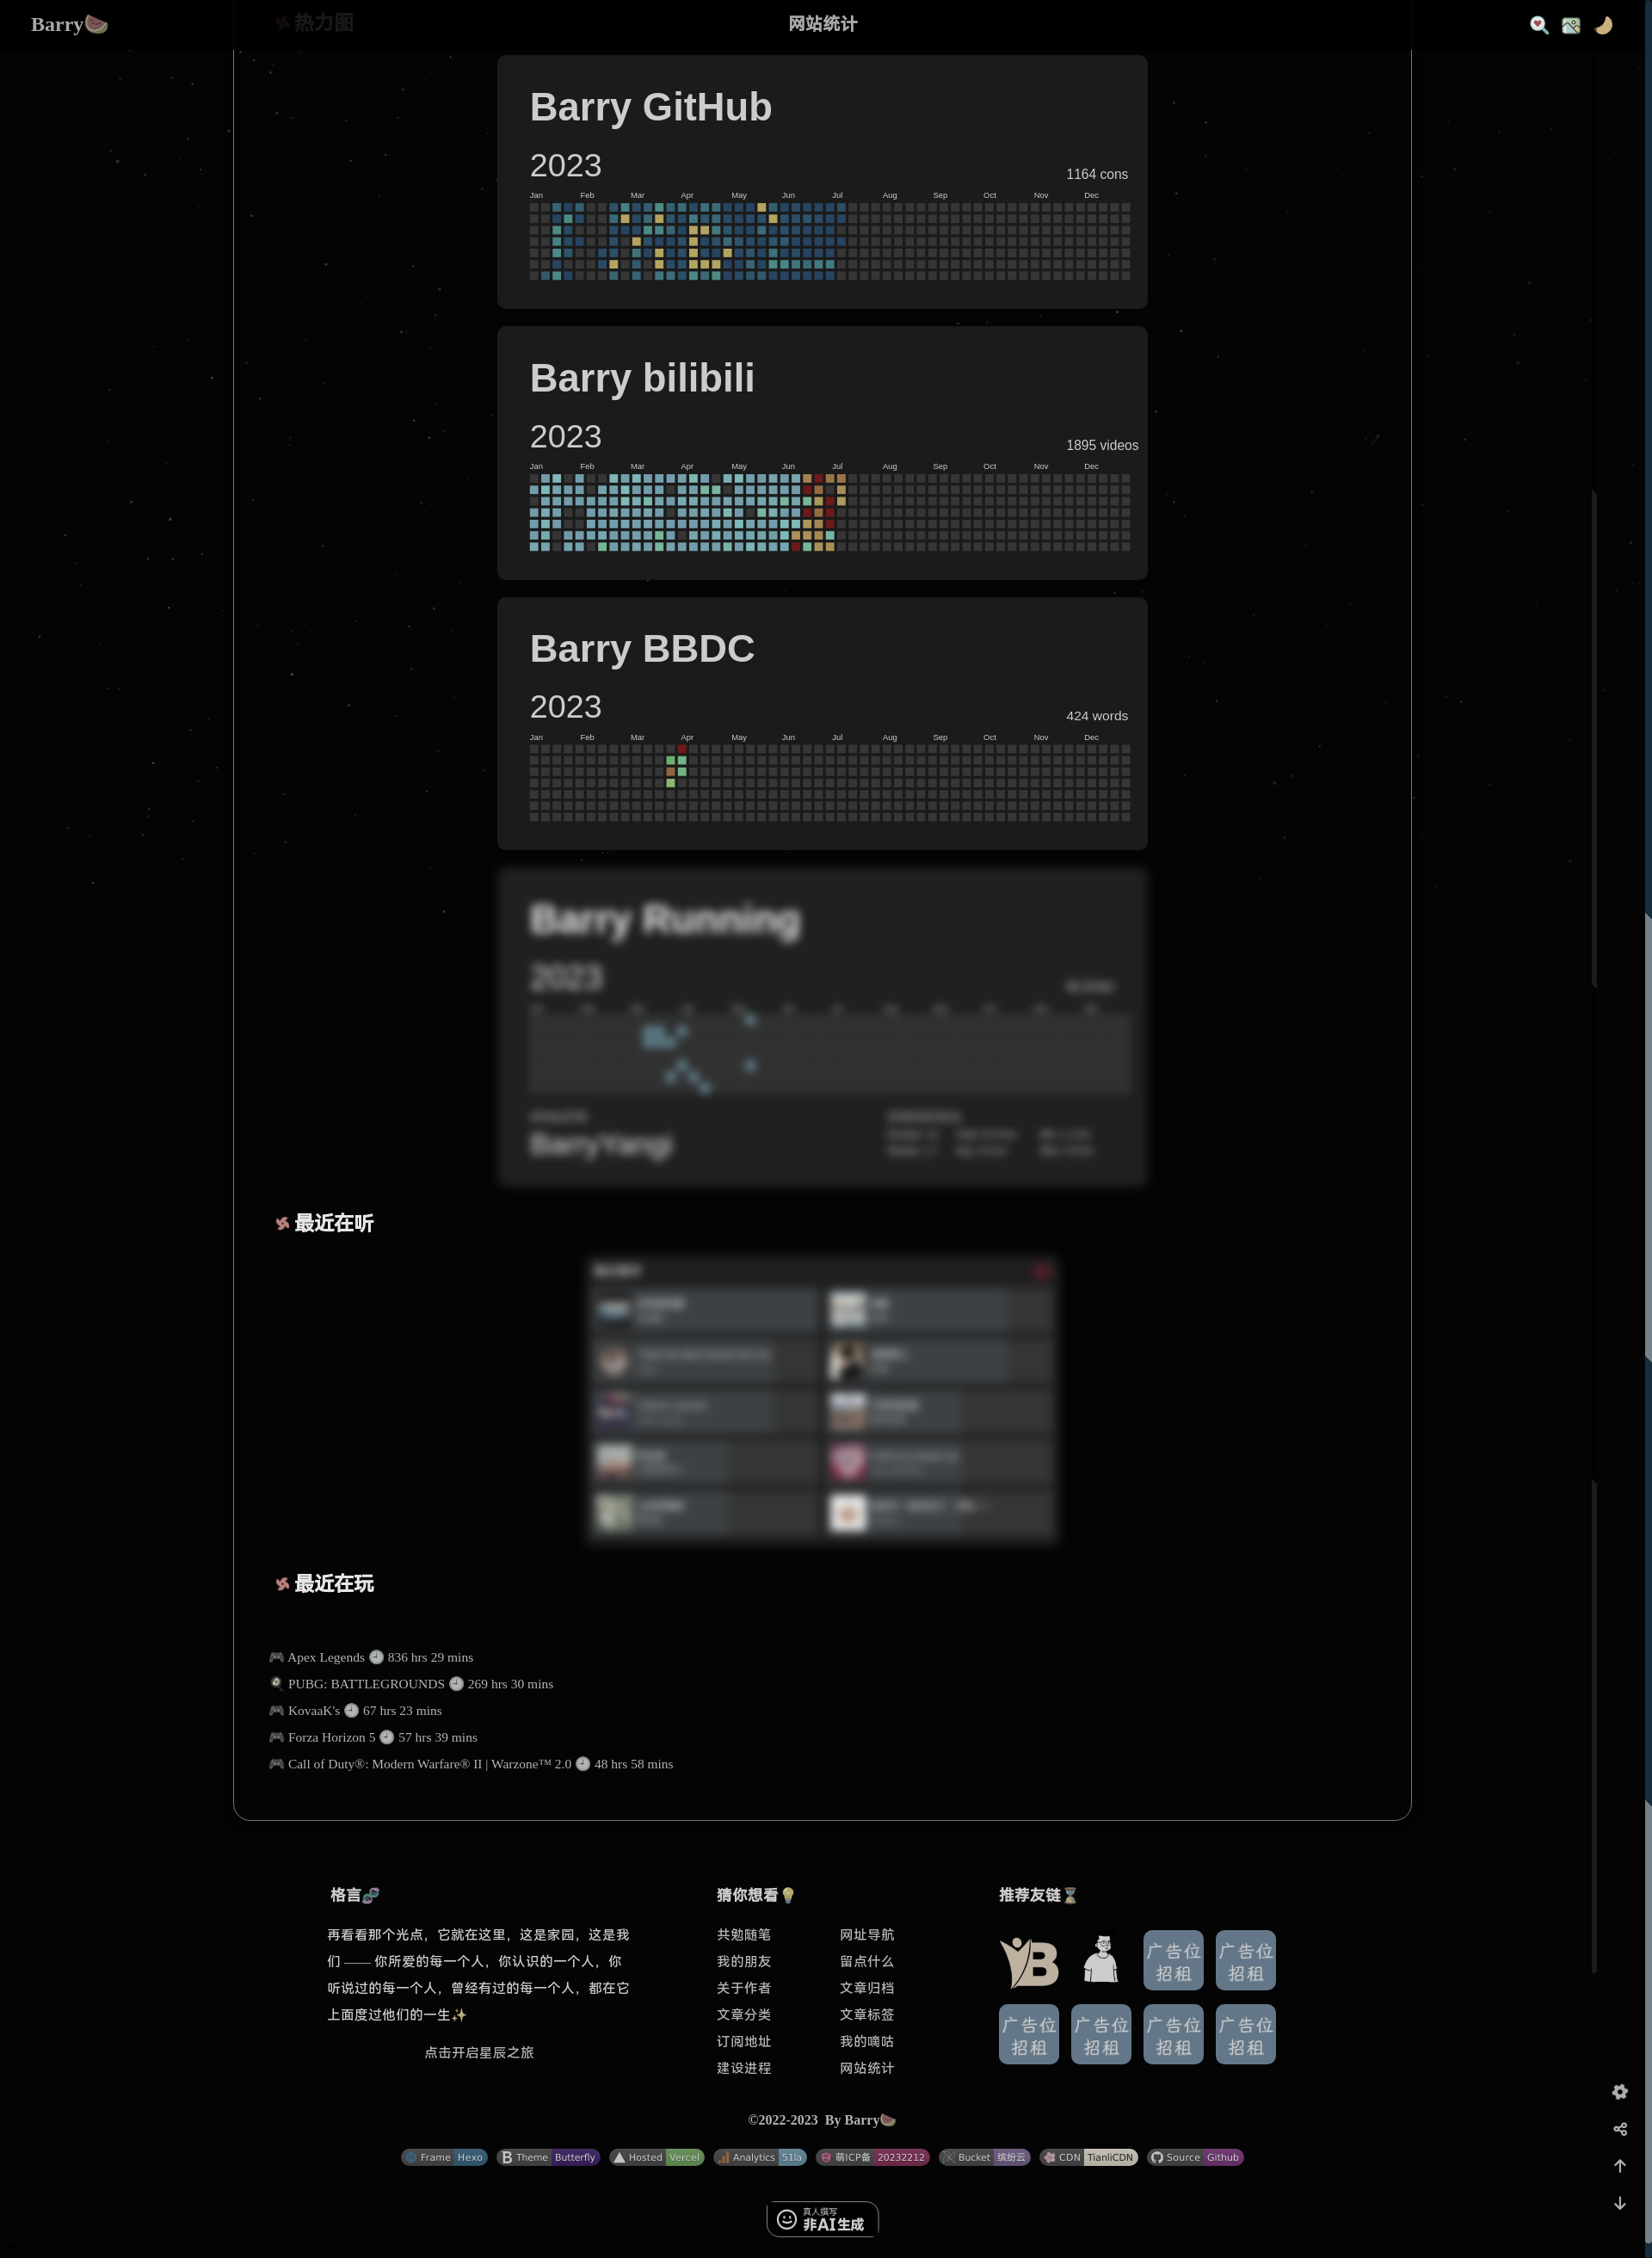 Barry🍉
热力图
网站统计
Barry GitHub
2023
1164 cons
Jan Feb Mar Apr May Jun Jul Aug Sep Oct Nov Dec
Barry bilibili
2023
1895 videos
Jan Feb Mar Apr May Jun Jul Aug Sep Oct Nov Dec
Barry BBDC
2023
424 words
Jan Feb Mar Apr May Jun Jul Aug Sep Oct Nov Dec
Barry Running
2023
BarryYangi
最近在听
最近在玩
🎮 Apex Legends 🕘 836 hrs 29 mins
🍳 PUBG: BATTLEGROUNDS 🕘 269 hrs 30 mins
🎮 KovaaK's 🕘 67 hrs 23 mins
🎮 Forza Horizon 5 🕘 57 hrs 39 mins
🎮 Call of Duty®: Modern Warfare® II | Warzone™ 2.0 🕘 48 hrs 58 mins
格言🧬
再看看那个光点，它就在这里，这是家园，这是我
们 —— 你所爱的每一个人，你认识的一个人，你
听说过的每一个人，曾经有过的每一个人，都在它
上面度过他们的一生✨
点击开启星辰之旅
猜你想看💡
共勉随笔 网址导航
我的朋友 留点什么
关于作者 文章归档
文章分类 文章标签
订阅地址 我的嘀咕
建设进程 网站统计
推荐友链⌛
B
广告位
招租
广告位
招租
广告位
招租
广告位
招租
广告位
招租
广告位
招租
©2022-2023 By Barry🍉
Frame Hexo
Theme Butterfly
Hosted Vercel
Analytics 51la
萌ICP备 20232212
Bucket 缤纷云
CDN TianliCDN
Source Github
真人撰写
非AI生成